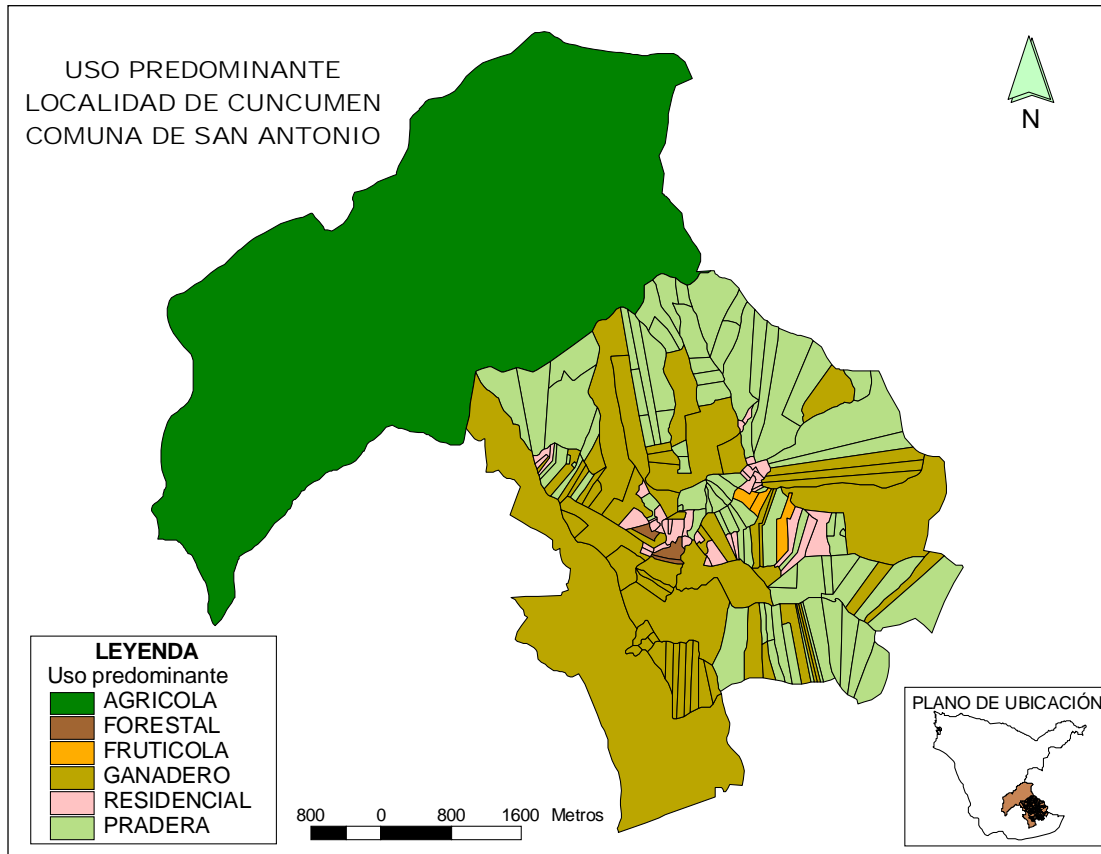 USO PREDOMINANTE
LOCALIDAD DE CUNCUMEN
COMUNA DE SAN ANTONIO
N
LEYENDA
Uso predominante
AGRICOLA
FORESTAL
FRUTICOLA
GANADERO
RESIDENCIAL
PRADERA
800 0 800 1600 Metros
PLANO DE UBICACIÓN